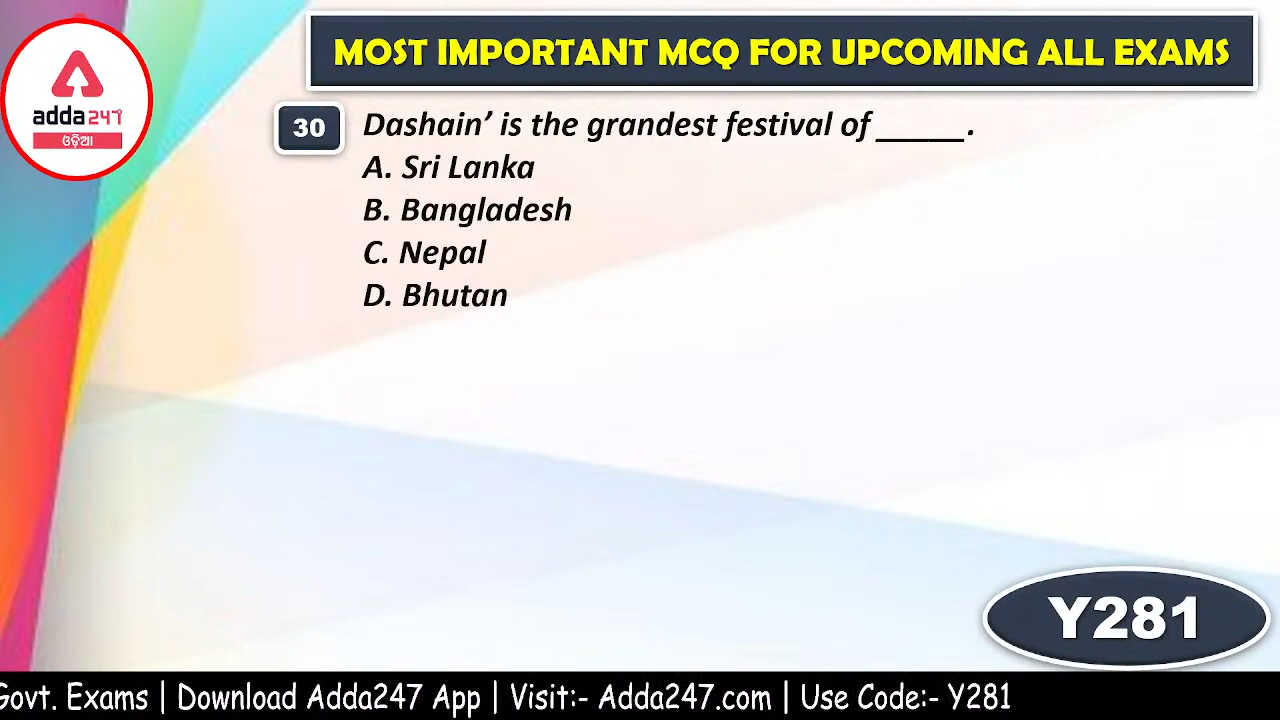 adda247
ଓଡ଼ିଆ
MOST IMPORTANT MCQ FOR UPCOMING ALL EXAMS
30 Dashain’ is the grandest festival of _____.
A. Sri Lanka
B. Bangladesh
C. Nepal
D. Bhutan
Y281
Govt. Exams | Download Adda247 App | Visit:- Adda247.com | Use Code:- Y281